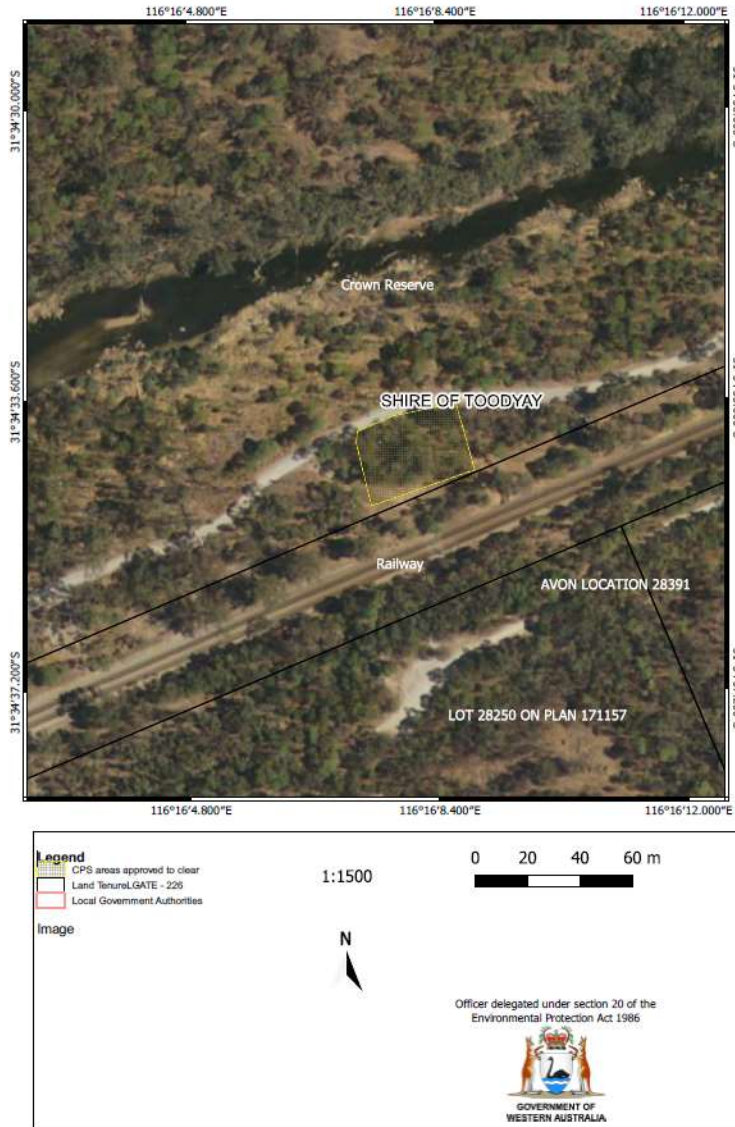 116°16'4.800"E 116°16'8.400"E 116°16'12.000"E
31°34'30.000"S
Crown Reserve
31°34'33.600"S
SHIRE OF TOODYAY
Railway
AVON LOCATION 28391
31°34'37.200"S
LOT 28250 ON PLAN 171157
116°16'4.800"E 116°16'8.400"E 116°16'12.000"E
Legend
CPS areas approved to clear
Land TenureLGATE - 226
Local Government Authorities
Image
1:1500
0 20 40 60 m
N
Officer delegated under section 20 of the
Environmental Protection Act 1986
GOVERNMENT OF
WESTERN AUSTRALIA